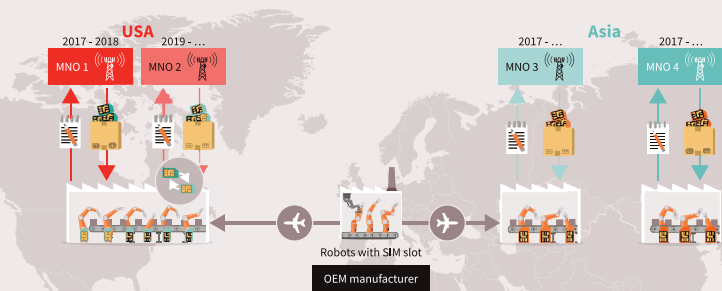 USA
2017 - 2018
2019 - ...
MNO 1
MNO 2
Asia
2017 - ...
2017 - ...
MNO 3
MNO 4
Robots with SIM slot
OEM manufacturer